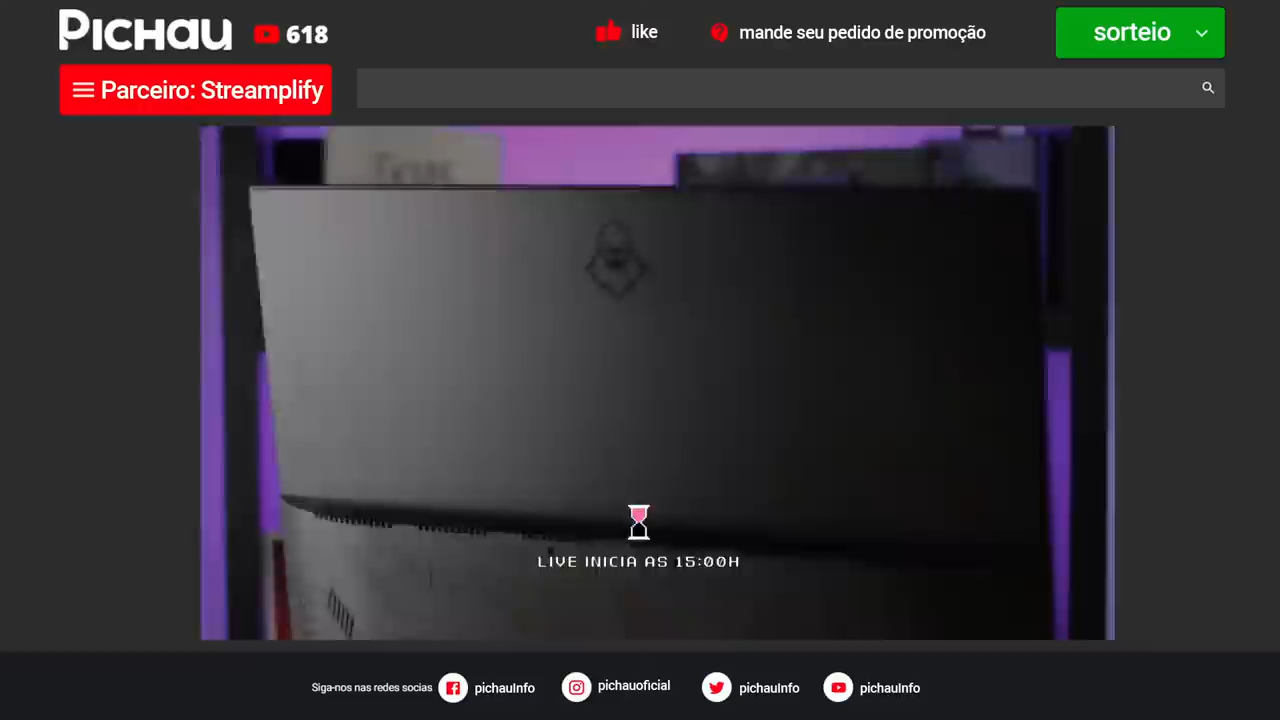 PICHAU
618
like
mande seu pedido de promoção
sorteio
Parceiro: Streamplify
LIVE INICIA AS 15:00H
Siga-nos nas redes socias
pichauInfo
pichauoficial
pichauInfo
pichauInfo